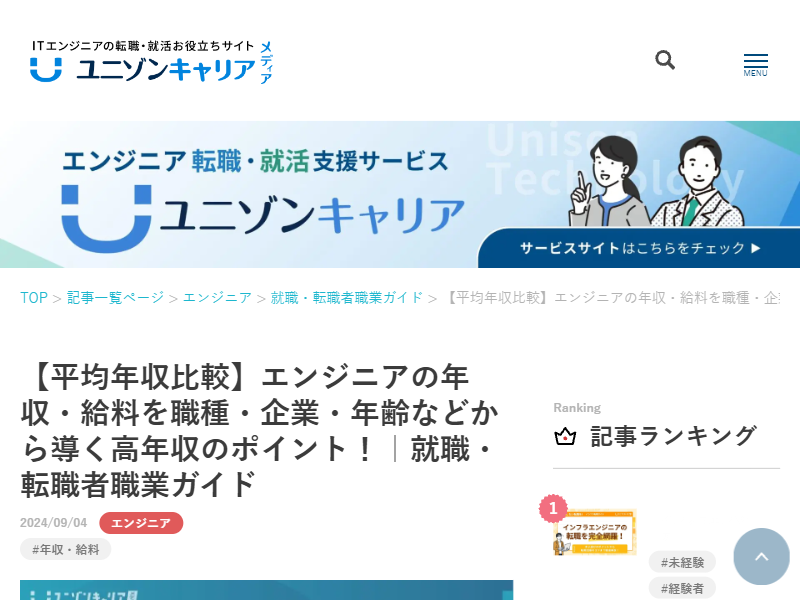 ITエンジニアの転職・就活お役立ちサイト
ユニゾンキャリア
メディア
MENU
Unison
Technology
エンジニア 転職・就活 支援サービス
ユニゾンキャリア
サービスサイトはこちらをチェック ▶
TOP > 記事一覧ページ > エンジニア > 就職・転職者職業ガイド > 【平均年収比較】エンジニアの年収・給料を職種・企
【平均年収比較】エンジニアの年
収・給料を職種・企業・年齢などか
ら導く高年収のポイント！｜就職・
転職者職業ガイド
2024/09/04 エンジニア
#年収・給料
Ranking
記事ランキング
1
インフラエンジニアの
転職を完全網羅！
#未経験
#経験者